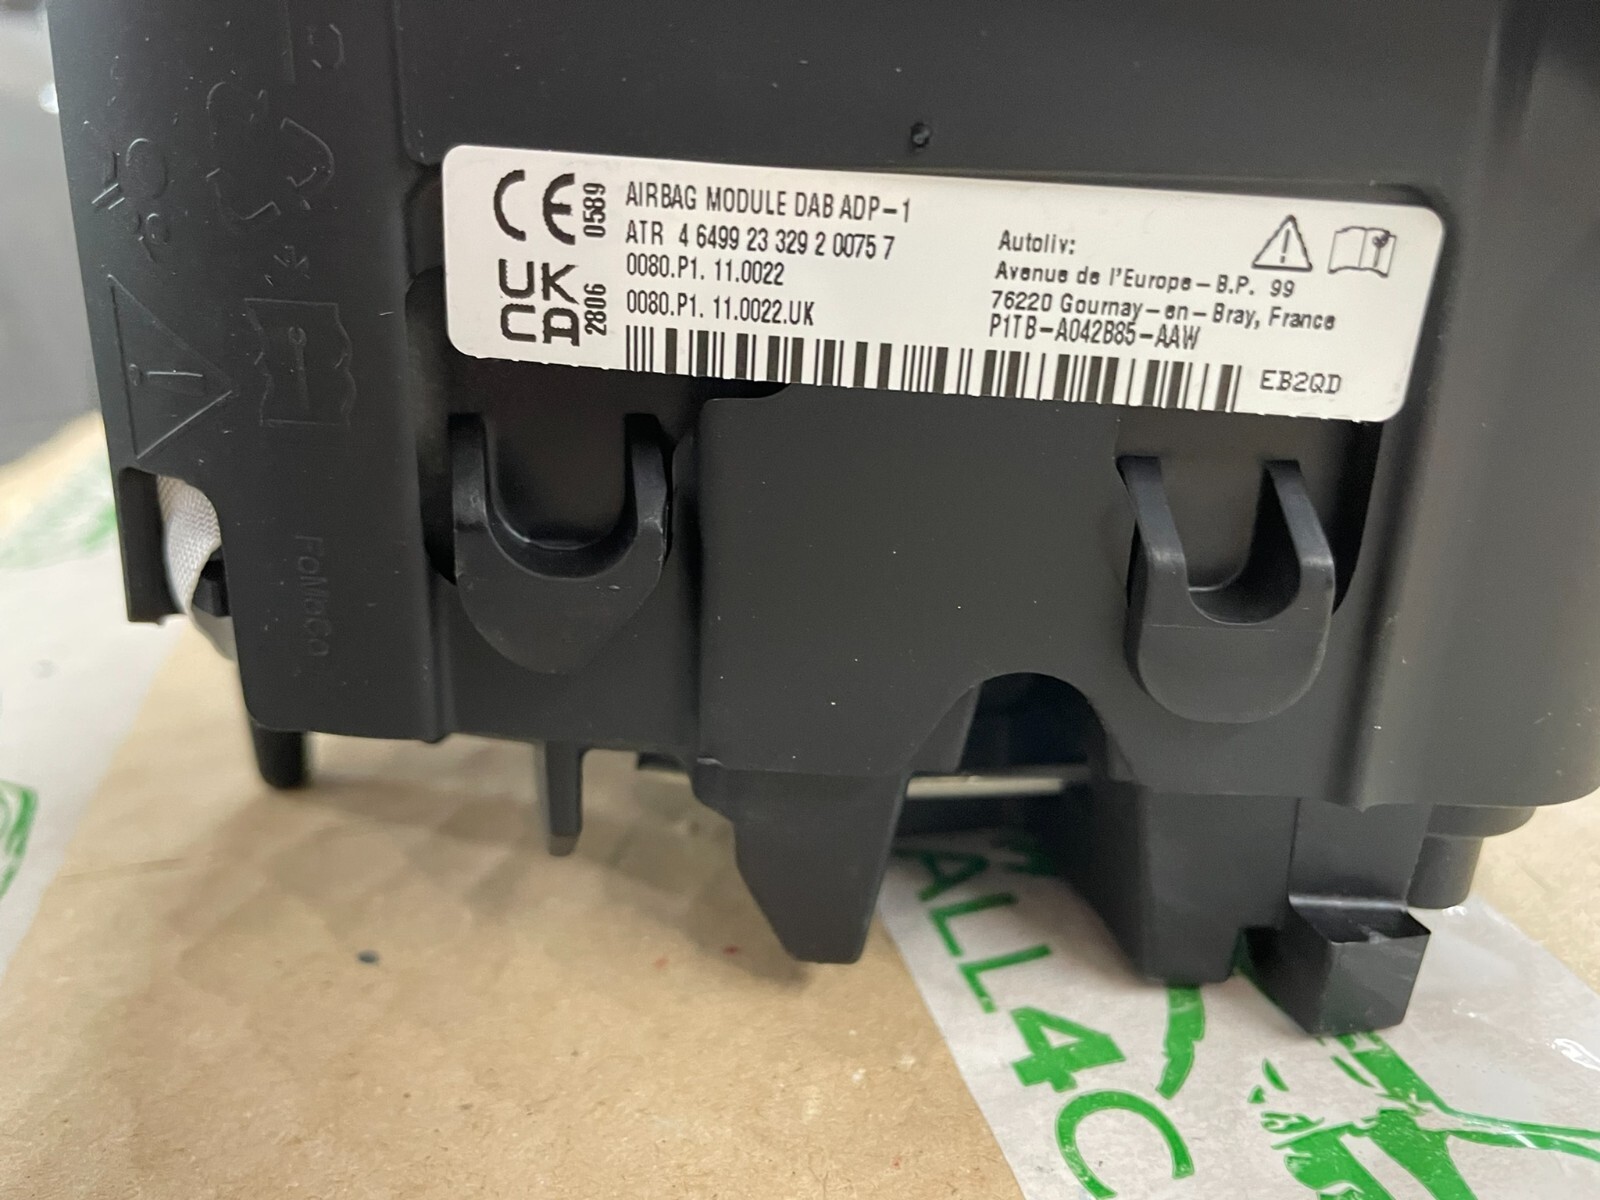 CE 0589
UK
CA 2806
AIRBAG MODULE DAB ADP-1
ATR 4 6499 23 329 2 0075 7
0080.P1. 11.0022
0080.P1. 11.0022.UK
Autoliv:
Avenue de l'Europe-B.P. 99
76220 Gournay-en-Bray, France
P1TB-A042B85-AAW
EB2QD
FoMoCo
ALL4C